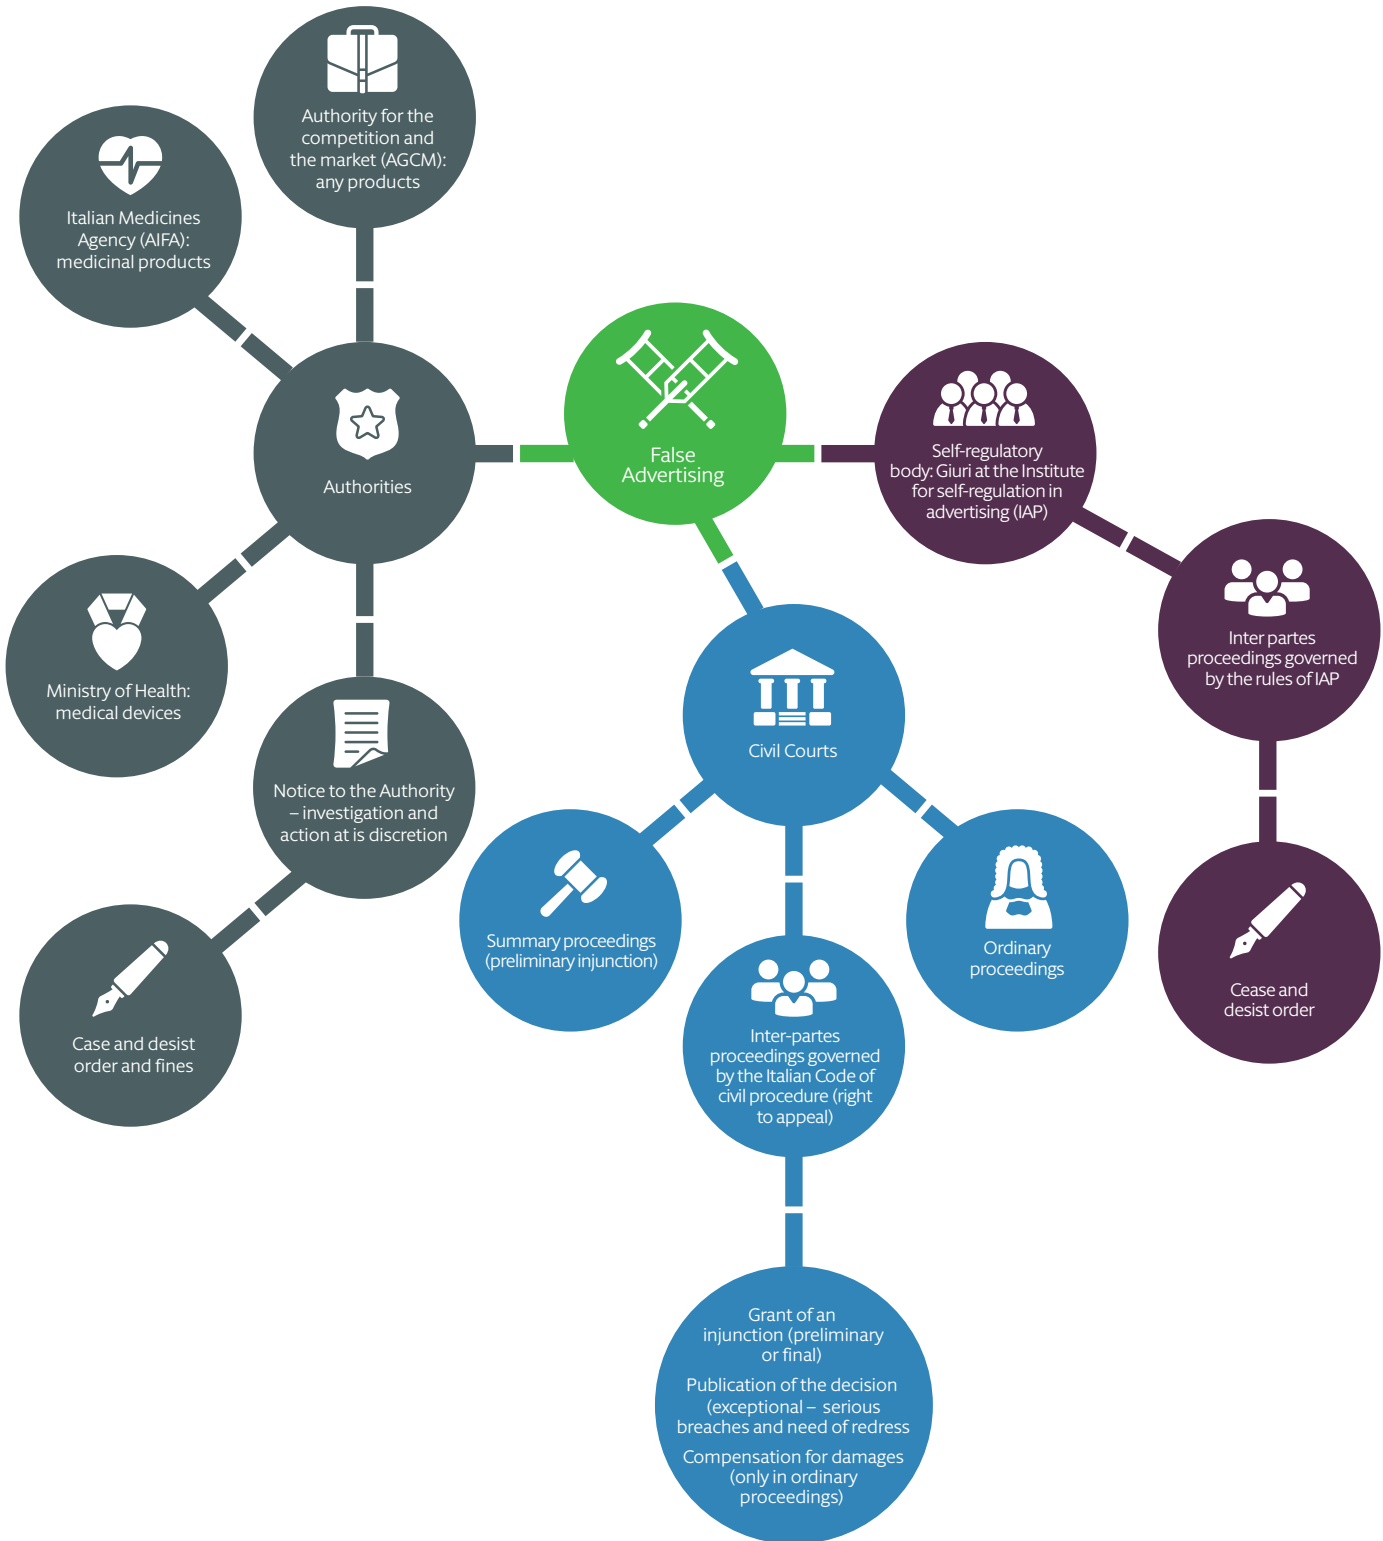 Authority for the
competition and
the market (AGCM):
any products
Italian Medicines
Agency (AIFA):
medicinal products
Authorities
Ministry of Health:
medical devices
Notice to the Authority
– investigation and
action at is discretion
Case and desist
order and fines
False
Advertising
Civil Courts
Summary proceedings
(preliminary injunction)
Inter-partes
proceedings governed
by the Italian Code of
civil procedure (right
to appeal)
Ordinary
proceedings
Grant of an
injunction (preliminary
or final)
Publication of the decision
(exceptional – serious
breaches and need of redress
Compensation for damages
(only in ordinary
proceedings)
Self-regulatory
body: Giuri at the Institute
for self-regulation in
advertising (IAP)
Inter partes
proceedings governed
by the rules of IAP
Cease and
desist order